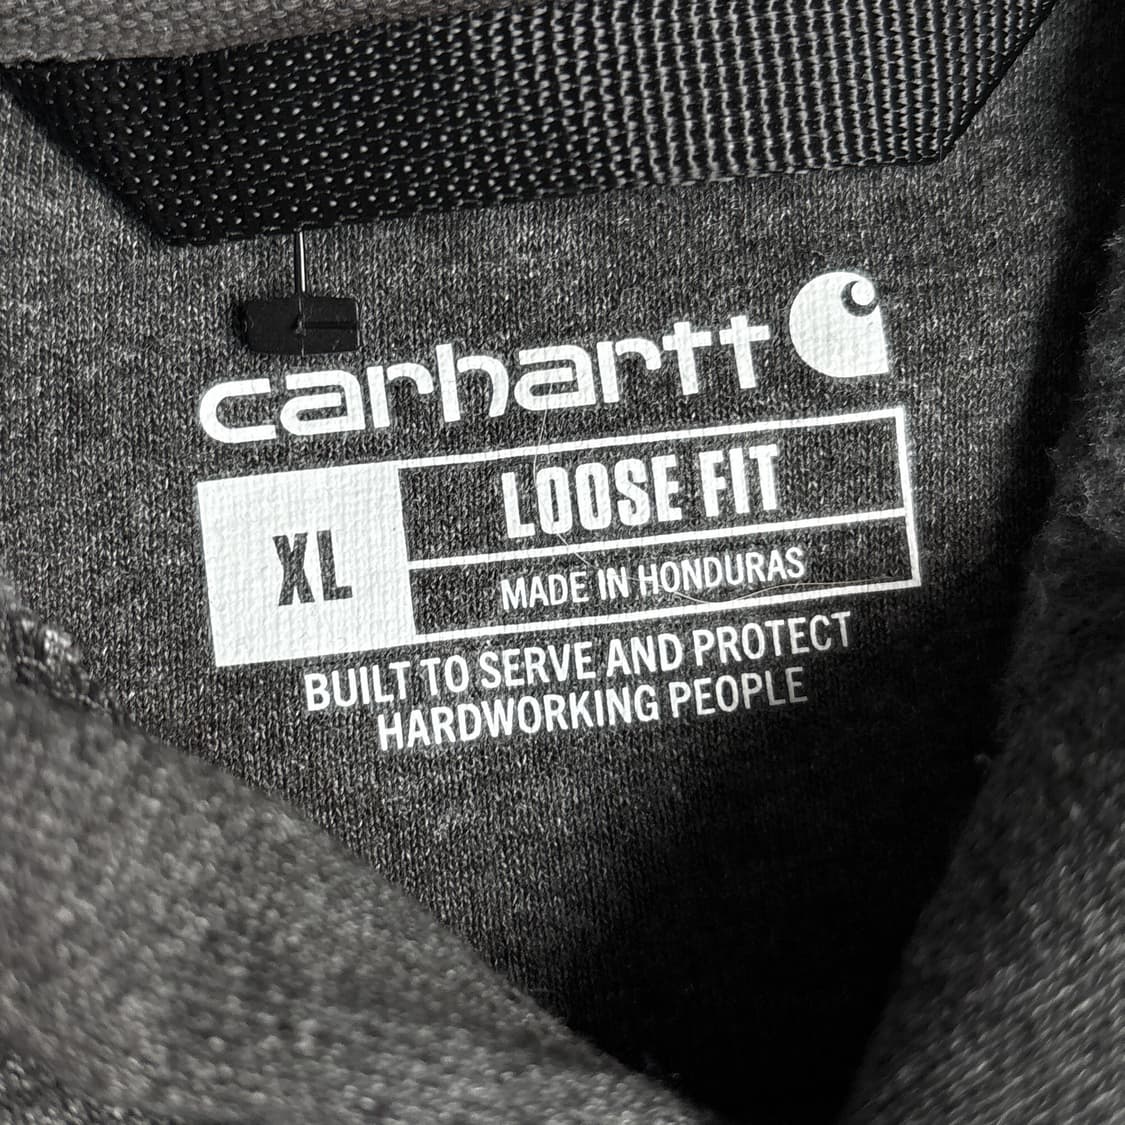 carhartt
XL
LOOSE FIT
MADE IN HONDURAS
BUILT TO SERVE AND PROTECT
HARDWORKING PEOPLE